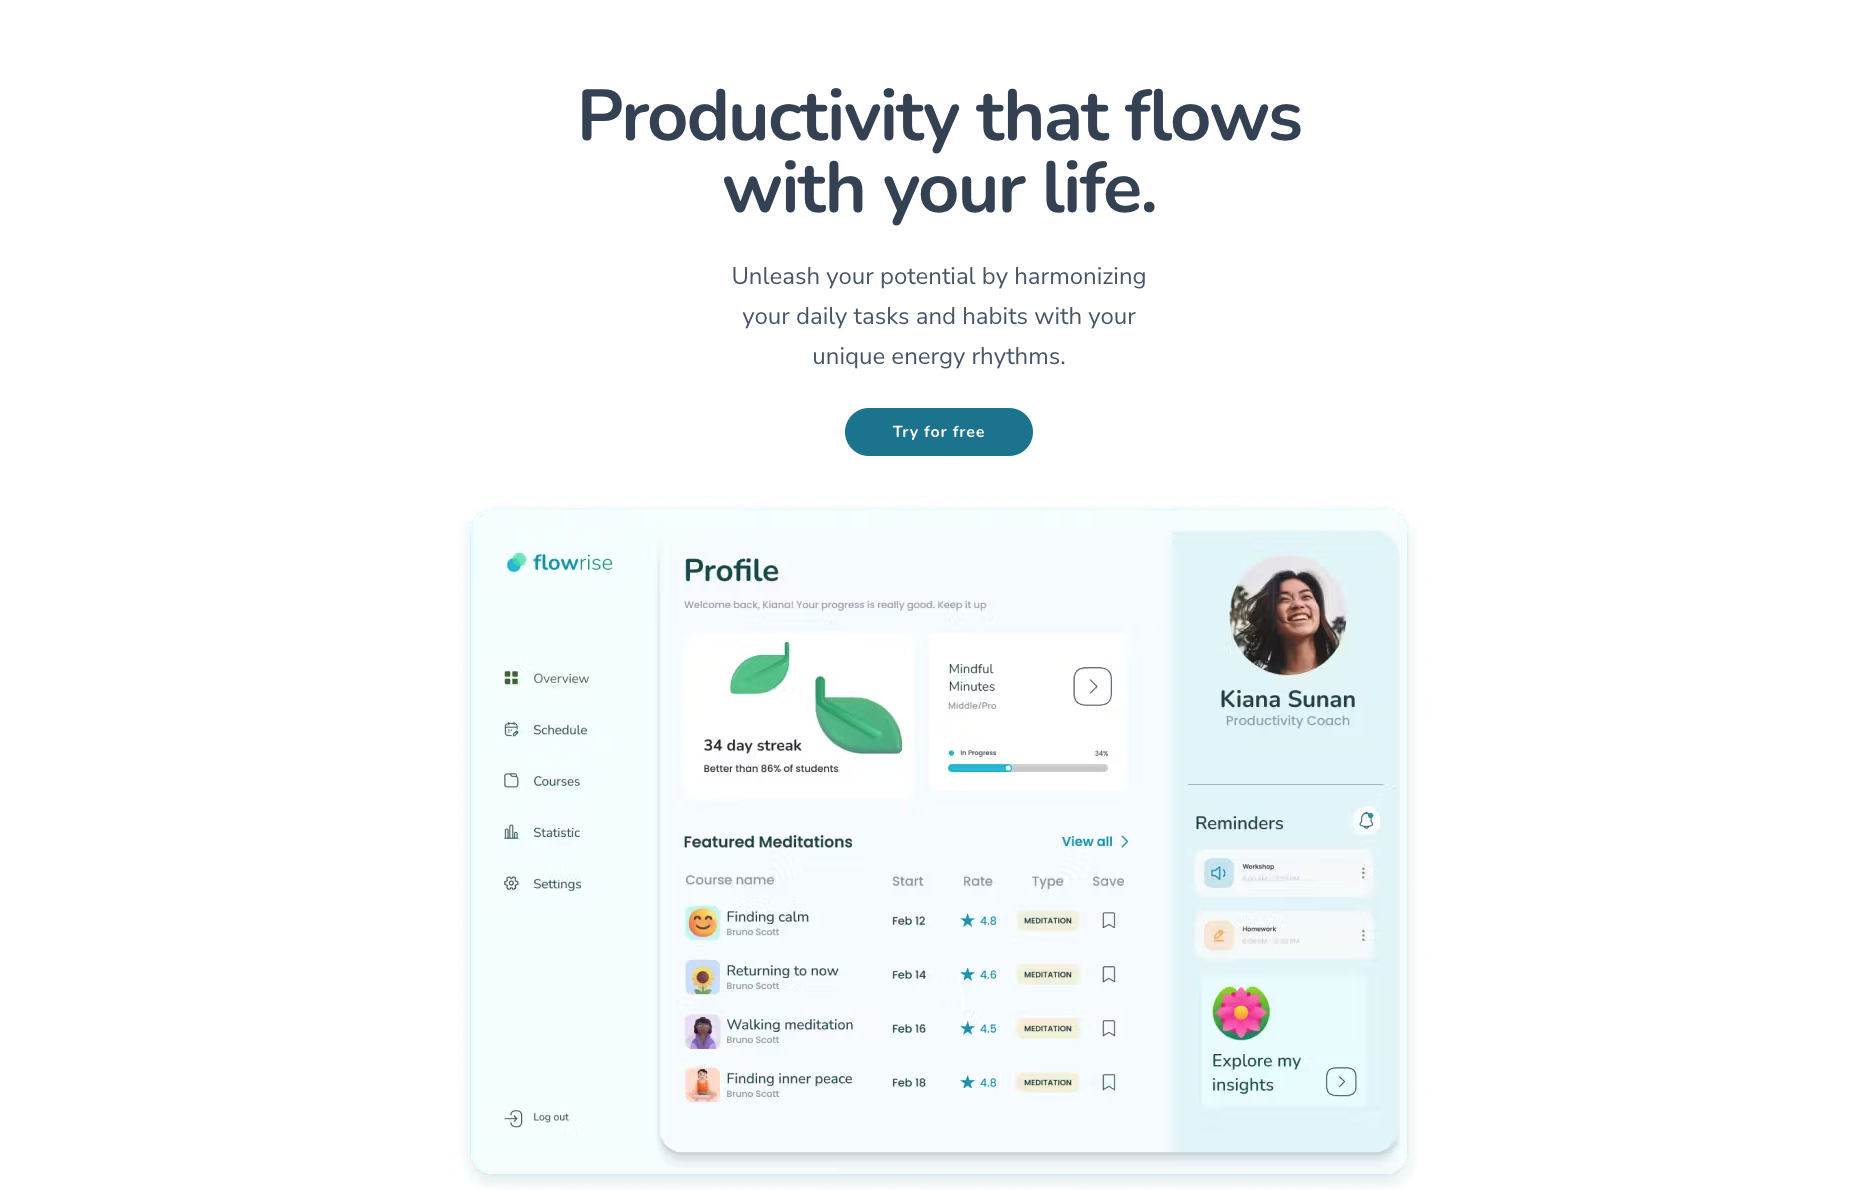 Productivity that flows
with your life.
Unleash your potential by harmonizing
your daily tasks and habits with your
unique energy rhythms.
Try for free
flowrise
Overview
Schedule
Courses
Statistic
Settings
Log out
Profile
Welcome back, Kiana! Your progress is really good. Keep it up
34 day streak
Better than 86% of students
Mindful
Minutes
Middle/Pro
In Progress 34%
Featured Meditations View all
Course name Start Rate Type Save
Finding calm Feb 12 4.8 MEDITATION
Bruno Scott
Returning to now Feb 14 4.6 MEDITATION
Bruno Scott
Walking meditation Feb 16 4.5 MEDITATION
Bruno Scott
Finding inner peace Feb 18 4.8 MEDITATION
Bruno Scott
Kiana Sunan
Productivity Coach
Reminders
Workshop
Homework
Explore my
insights